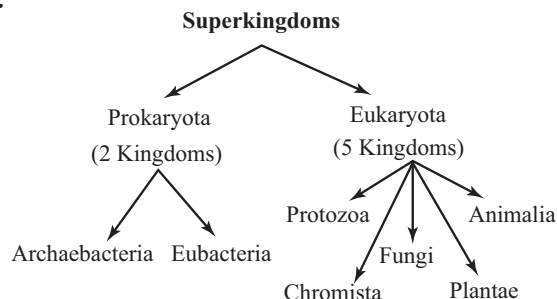 Superkingdoms
Prokaryota
(2 Kingdoms)
Eukaryota
(5 Kingdoms)
Archaebacteria
Eubacteria
Protozoa
Animalia
Fungi
Chromista
Plantae